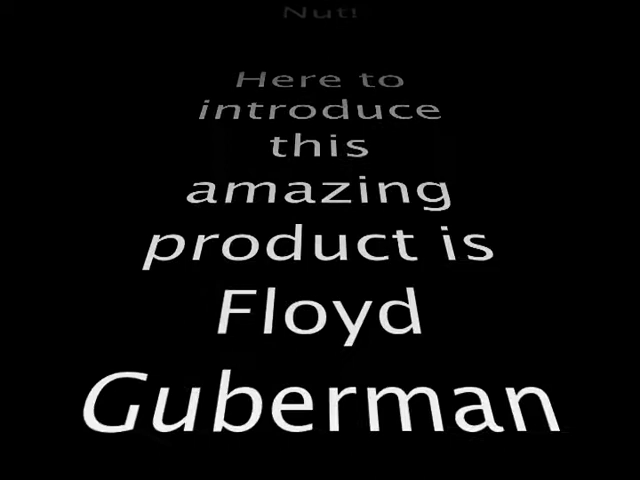 Nut!
Here to
introduce
this
amazing
product is
Floyd
Guberman